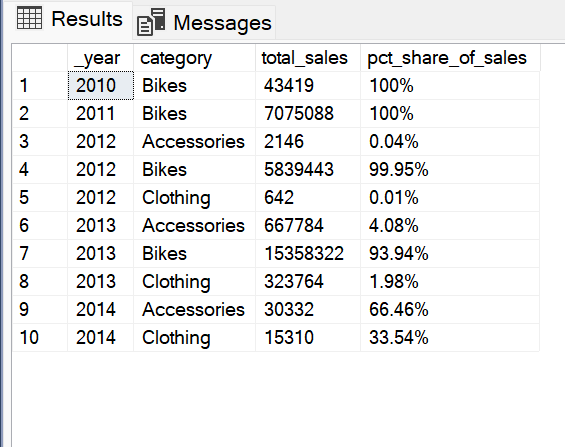 Results Messages
_year category total_sales pct_share_of_sales
1 2010 Bikes 43419 100%
2 2011 Bikes 7075088 100%
3 2012 Accessories 2146 0.04%
4 2012 Bikes 5839443 99.95%
5 2012 Clothing 642 0.01%
6 2013 Accessories 667784 4.08%
7 2013 Bikes 15358322 93.94%
8 2013 Clothing 323764 1.98%
9 2014 Accessories 30332 66.46%
10 2014 Clothing 15310 33.54%